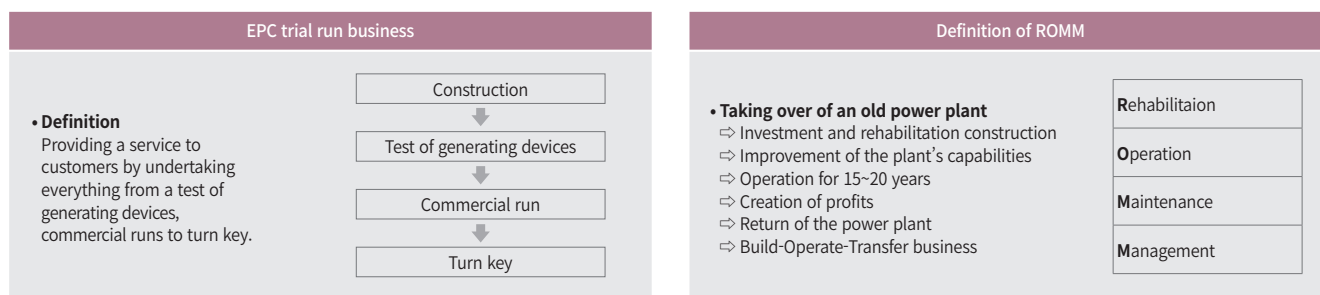 EPC trial run business
• Definition
Providing a service to
customers by undertaking
everything from a test of
generating devices,
commercial runs to turn key.
Construction
Test of generating devices
Commercial run
Turn key
Definition of ROMM
• Taking over of an old power plant
⇨ Investment and rehabilitation construction
⇨ Improvement of the plant’s capabilities
⇨ Operation for 15~20 years
⇨ Creation of profits
⇨ Return of the power plant
⇨ Build-Operate-Transfer business
Rehabilitaion
Operation
Maintenance
Management